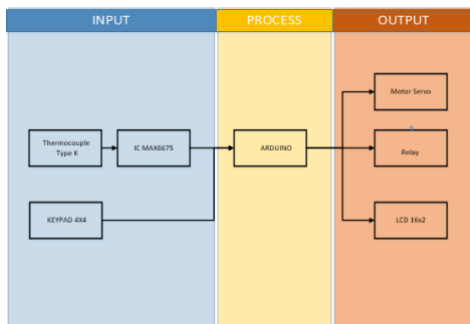 INPUT
PROCESS
OUTPUT
Thermocouple
Type K
IC MAX6675
ARDUINO
Motor Servo
Relay
KEYPAD 4X4
LCD 16x2